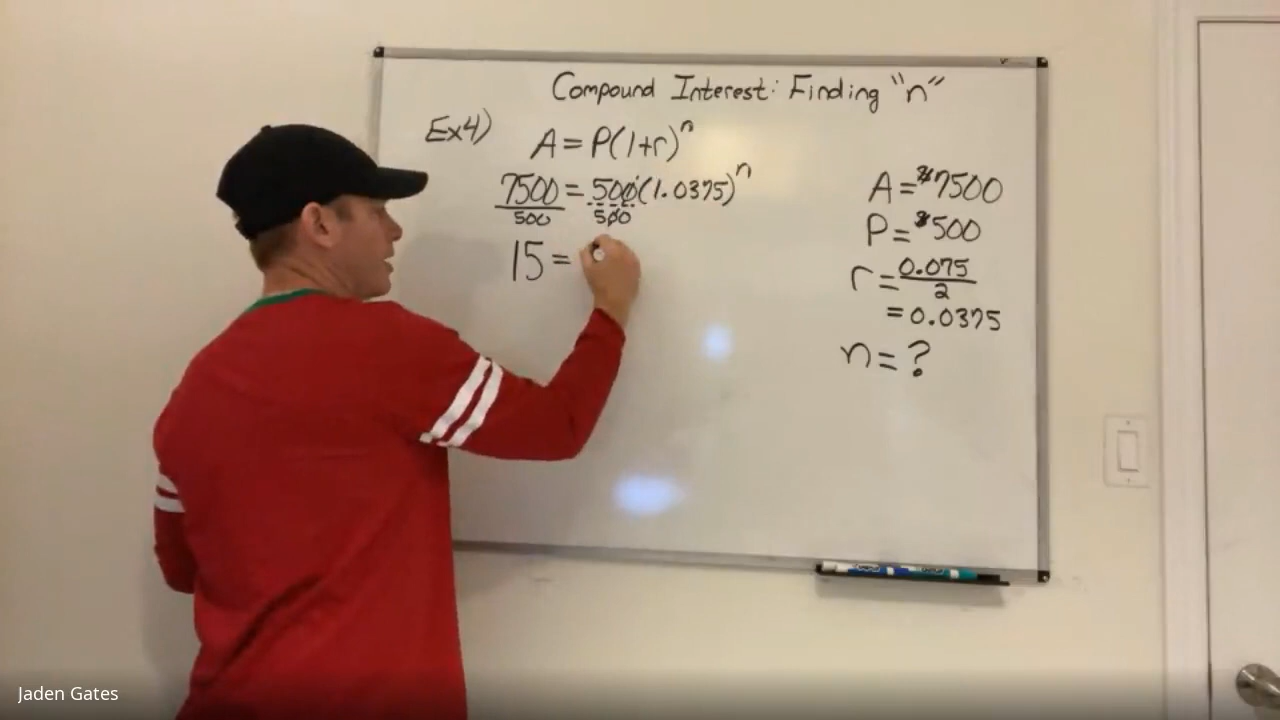 Compound Interest: Finding "n"
Ex4) A = P(1+r)^n
7500 = 500(1.0375)^n
500 500
15 =
A = $7500
P = $500
r = 0.075
2
= 0.0375
n = ?
Jaden Gates